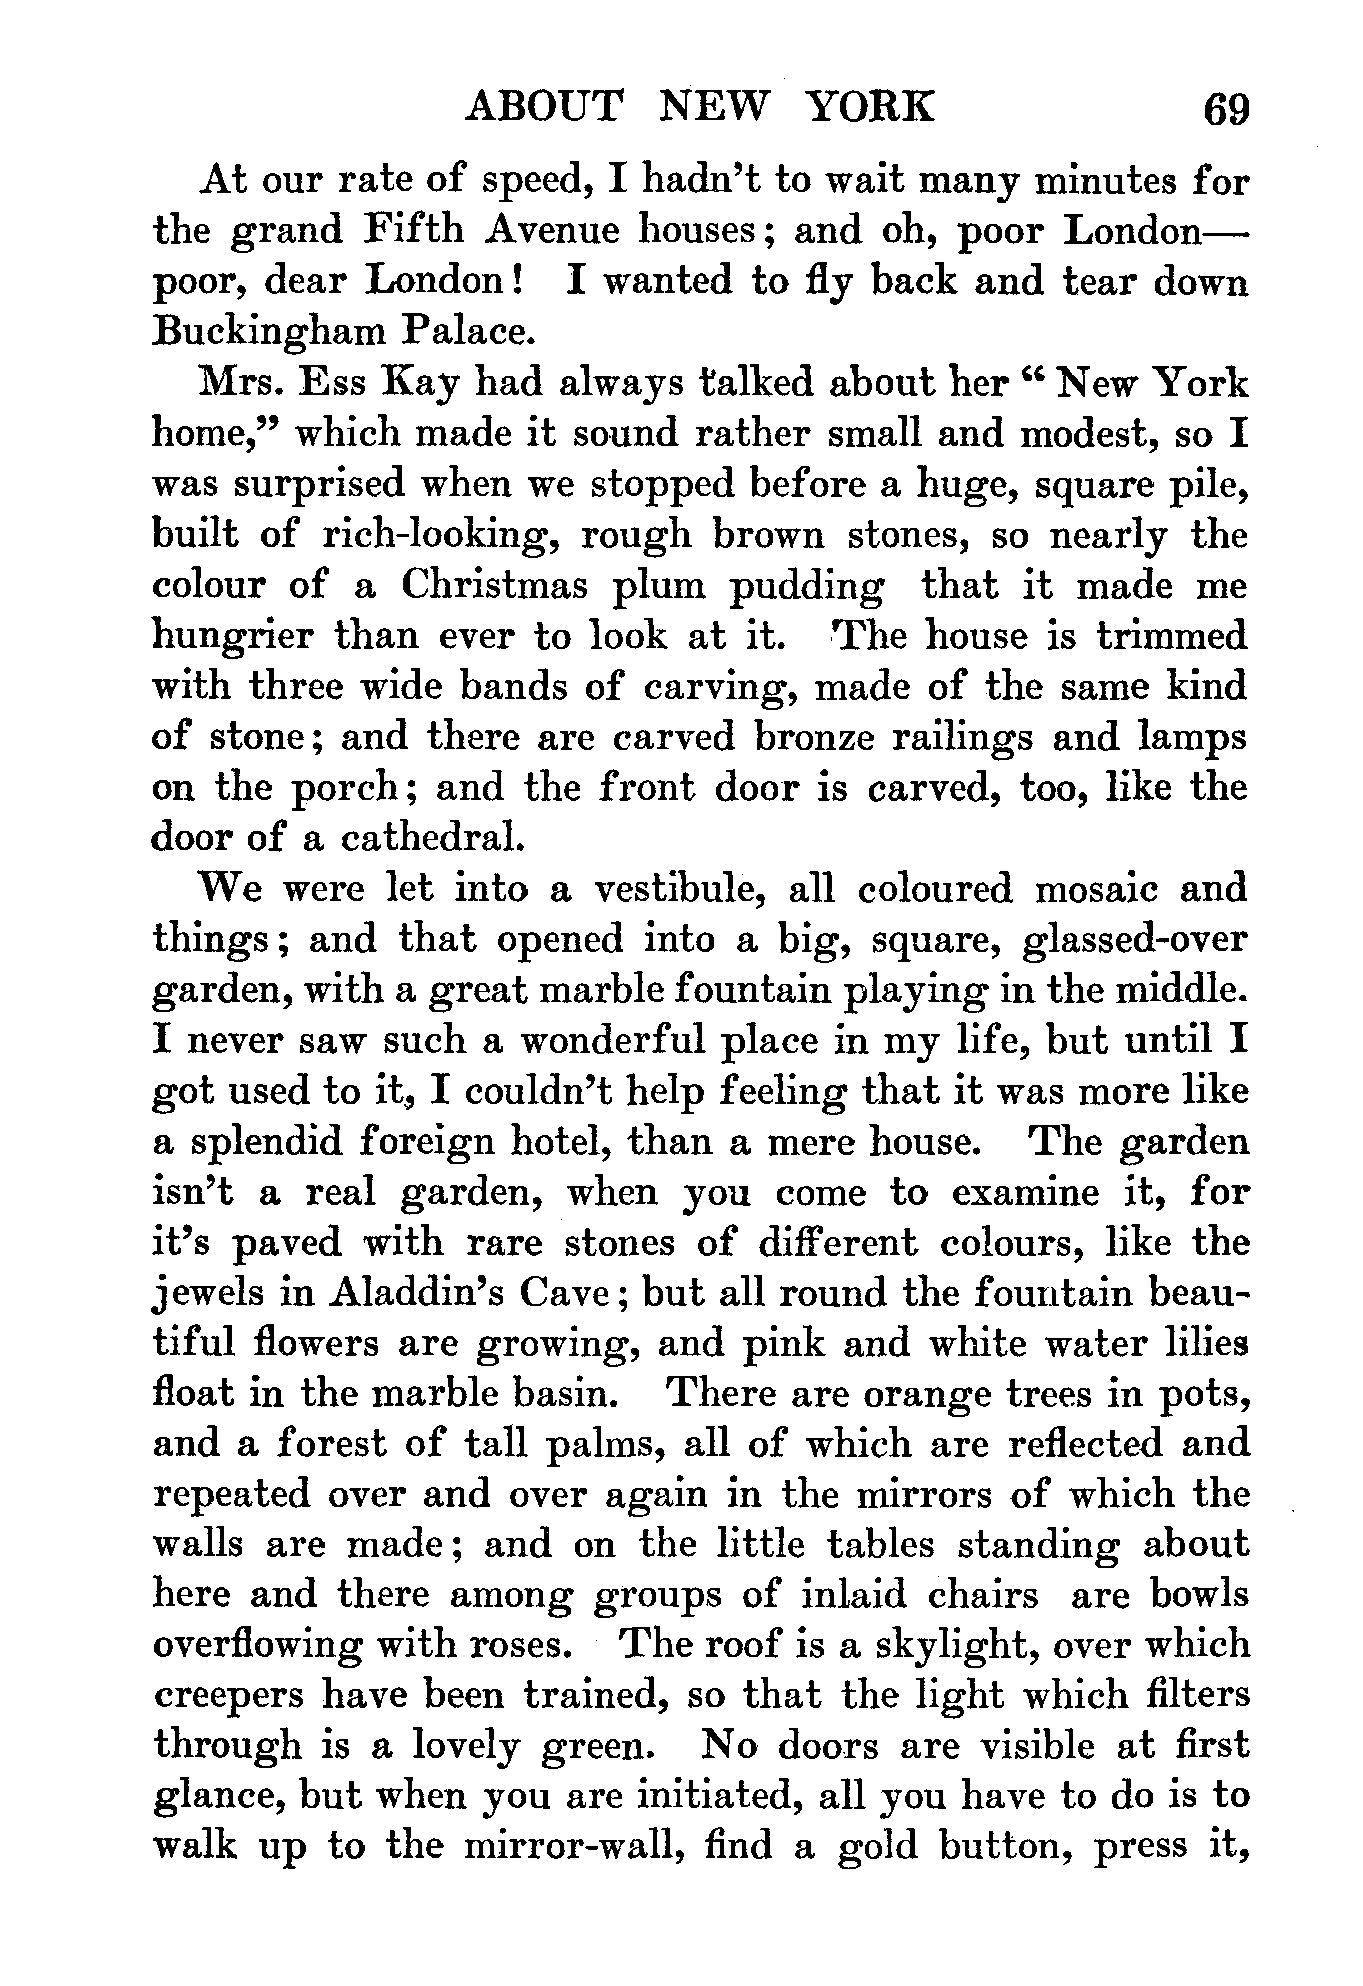 ABOUT NEW YORK 69
At our rate of speed, I hadn't to wait many minutes for
the grand Fifth Avenue houses; and oh, poor London—
poor, dear London! I wanted to fly back and tear down
Buckingham Palace.
Mrs. Ess Kay had always talked about her “ New York
home,” which made it sound rather small and modest, so I
was surprised when we stopped before a huge, square pile,
built of rich-looking, rough brown stones, so nearly the
colour of a Christmas plum pudding that it made me
hungrier than ever to look at it. The house is trimmed
with three wide bands of carving, made of the same kind
of stone; and there are carved bronze railings and lamps
on the porch; and the front door is carved, too, like the
door of a cathedral.
We were let into a vestibule, all coloured mosaic and
things; and that opened into a big, square, glassed-over
garden, with a great marble fountain playing in the middle.
I never saw such a wonderful place in my life, but until I
got used to it, I couldn't help feeling that it was more like
a splendid foreign hotel, than a mere house. The garden
isn't a real garden, when you come to examine it, for
it's paved with rare stones of different colours, like the
jewels in Aladdin's Cave; but all round the fountain beau-
tiful flowers are growing, and pink and white water lilies
float in the marble basin. There are orange trees in pots,
and a forest of tall palms, all of which are reflected and
repeated over and over again in the mirrors of which the
walls are made; and on the little tables standing about
here and there among groups of inlaid chairs are bowls
overflowing with roses. The roof is a skylight, over which
creepers have been trained, so that the light which filters
through is a lovely green. No doors are visible at first
glance, but when you are initiated, all you have to do is to
walk up to the mirror-wall, find a gold button, press it,